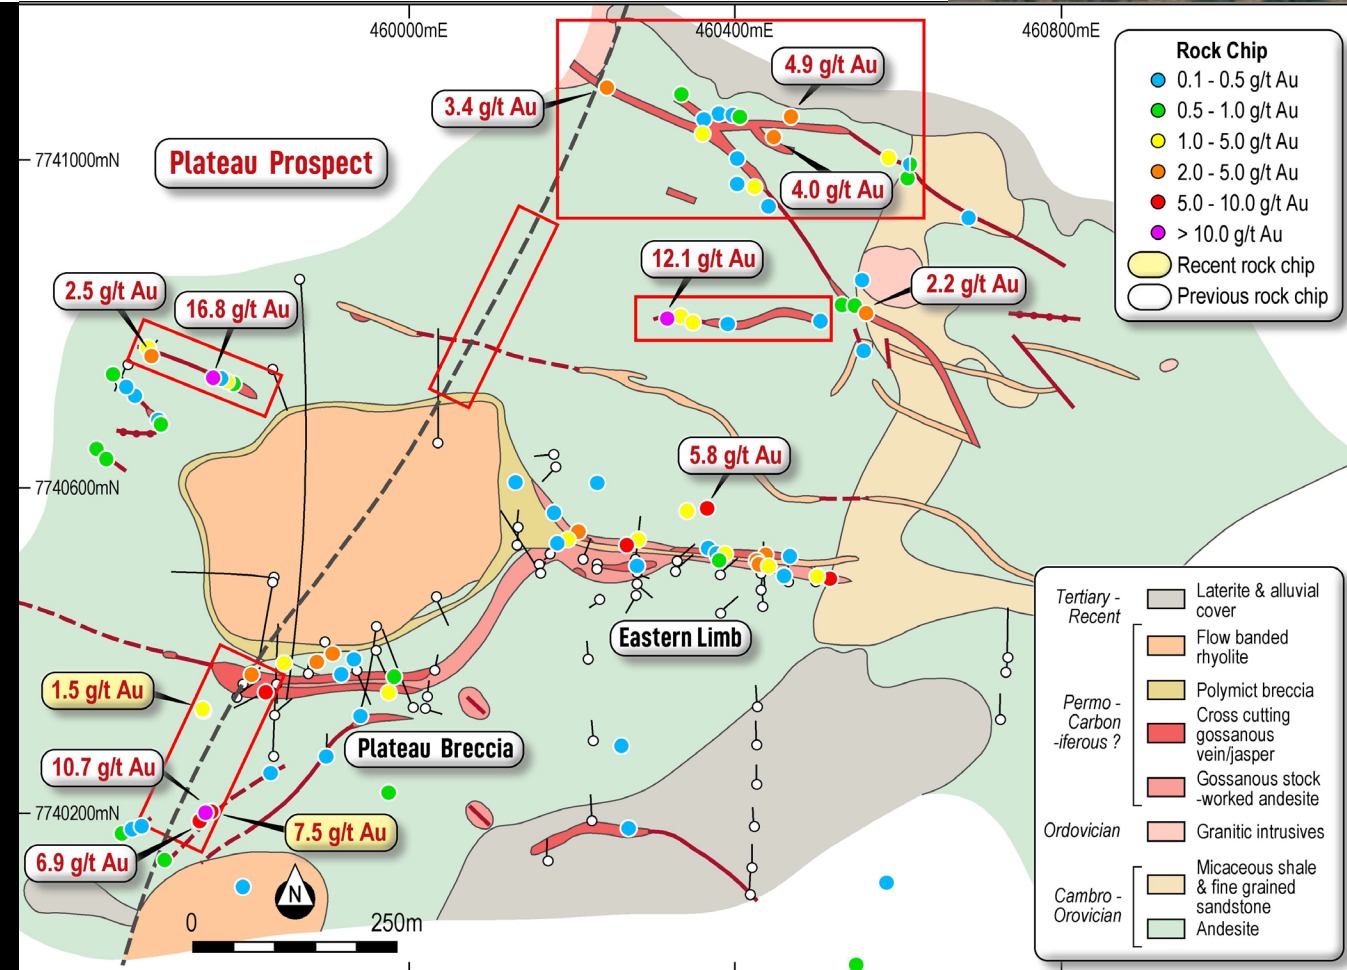 460000mE
460400mE
460800mE
Rock Chip
0.1 - 0.5 g/t Au
0.5 - 1.0 g/t Au
1.0 - 5.0 g/t Au
2.0 - 5.0 g/t Au
5.0 - 10.0 g/t Au
> 10.0 g/t Au
Recent rock chip
Previous rock chip
4.9 g/t Au
3.4 g/t Au
7741000mN
Plateau Prospect
4.0 g/t Au
12.1 g/t Au
2.2 g/t Au
2.5 g/t Au
16.8 g/t Au
5.8 g/t Au
7740600mN
Eastern Limb
1.5 g/t Au
Plateau Breccia
10.7 g/t Au
7740200mN
7.5 g/t Au
6.9 g/t Au
N
0
250m
Tertiary -
Recent
Laterite & alluvial
cover
Flow banded
rhyolite
Permo -
Carbon
-iferous ?
Polymict breccia
Cross cutting
gossanous
vein/jasper
Gossanous stock
-worked andesite
Ordovician
Granitic intrusives
Cambro -
Orovician
Micaceous shale
& fine grained
sandstone
Andesite